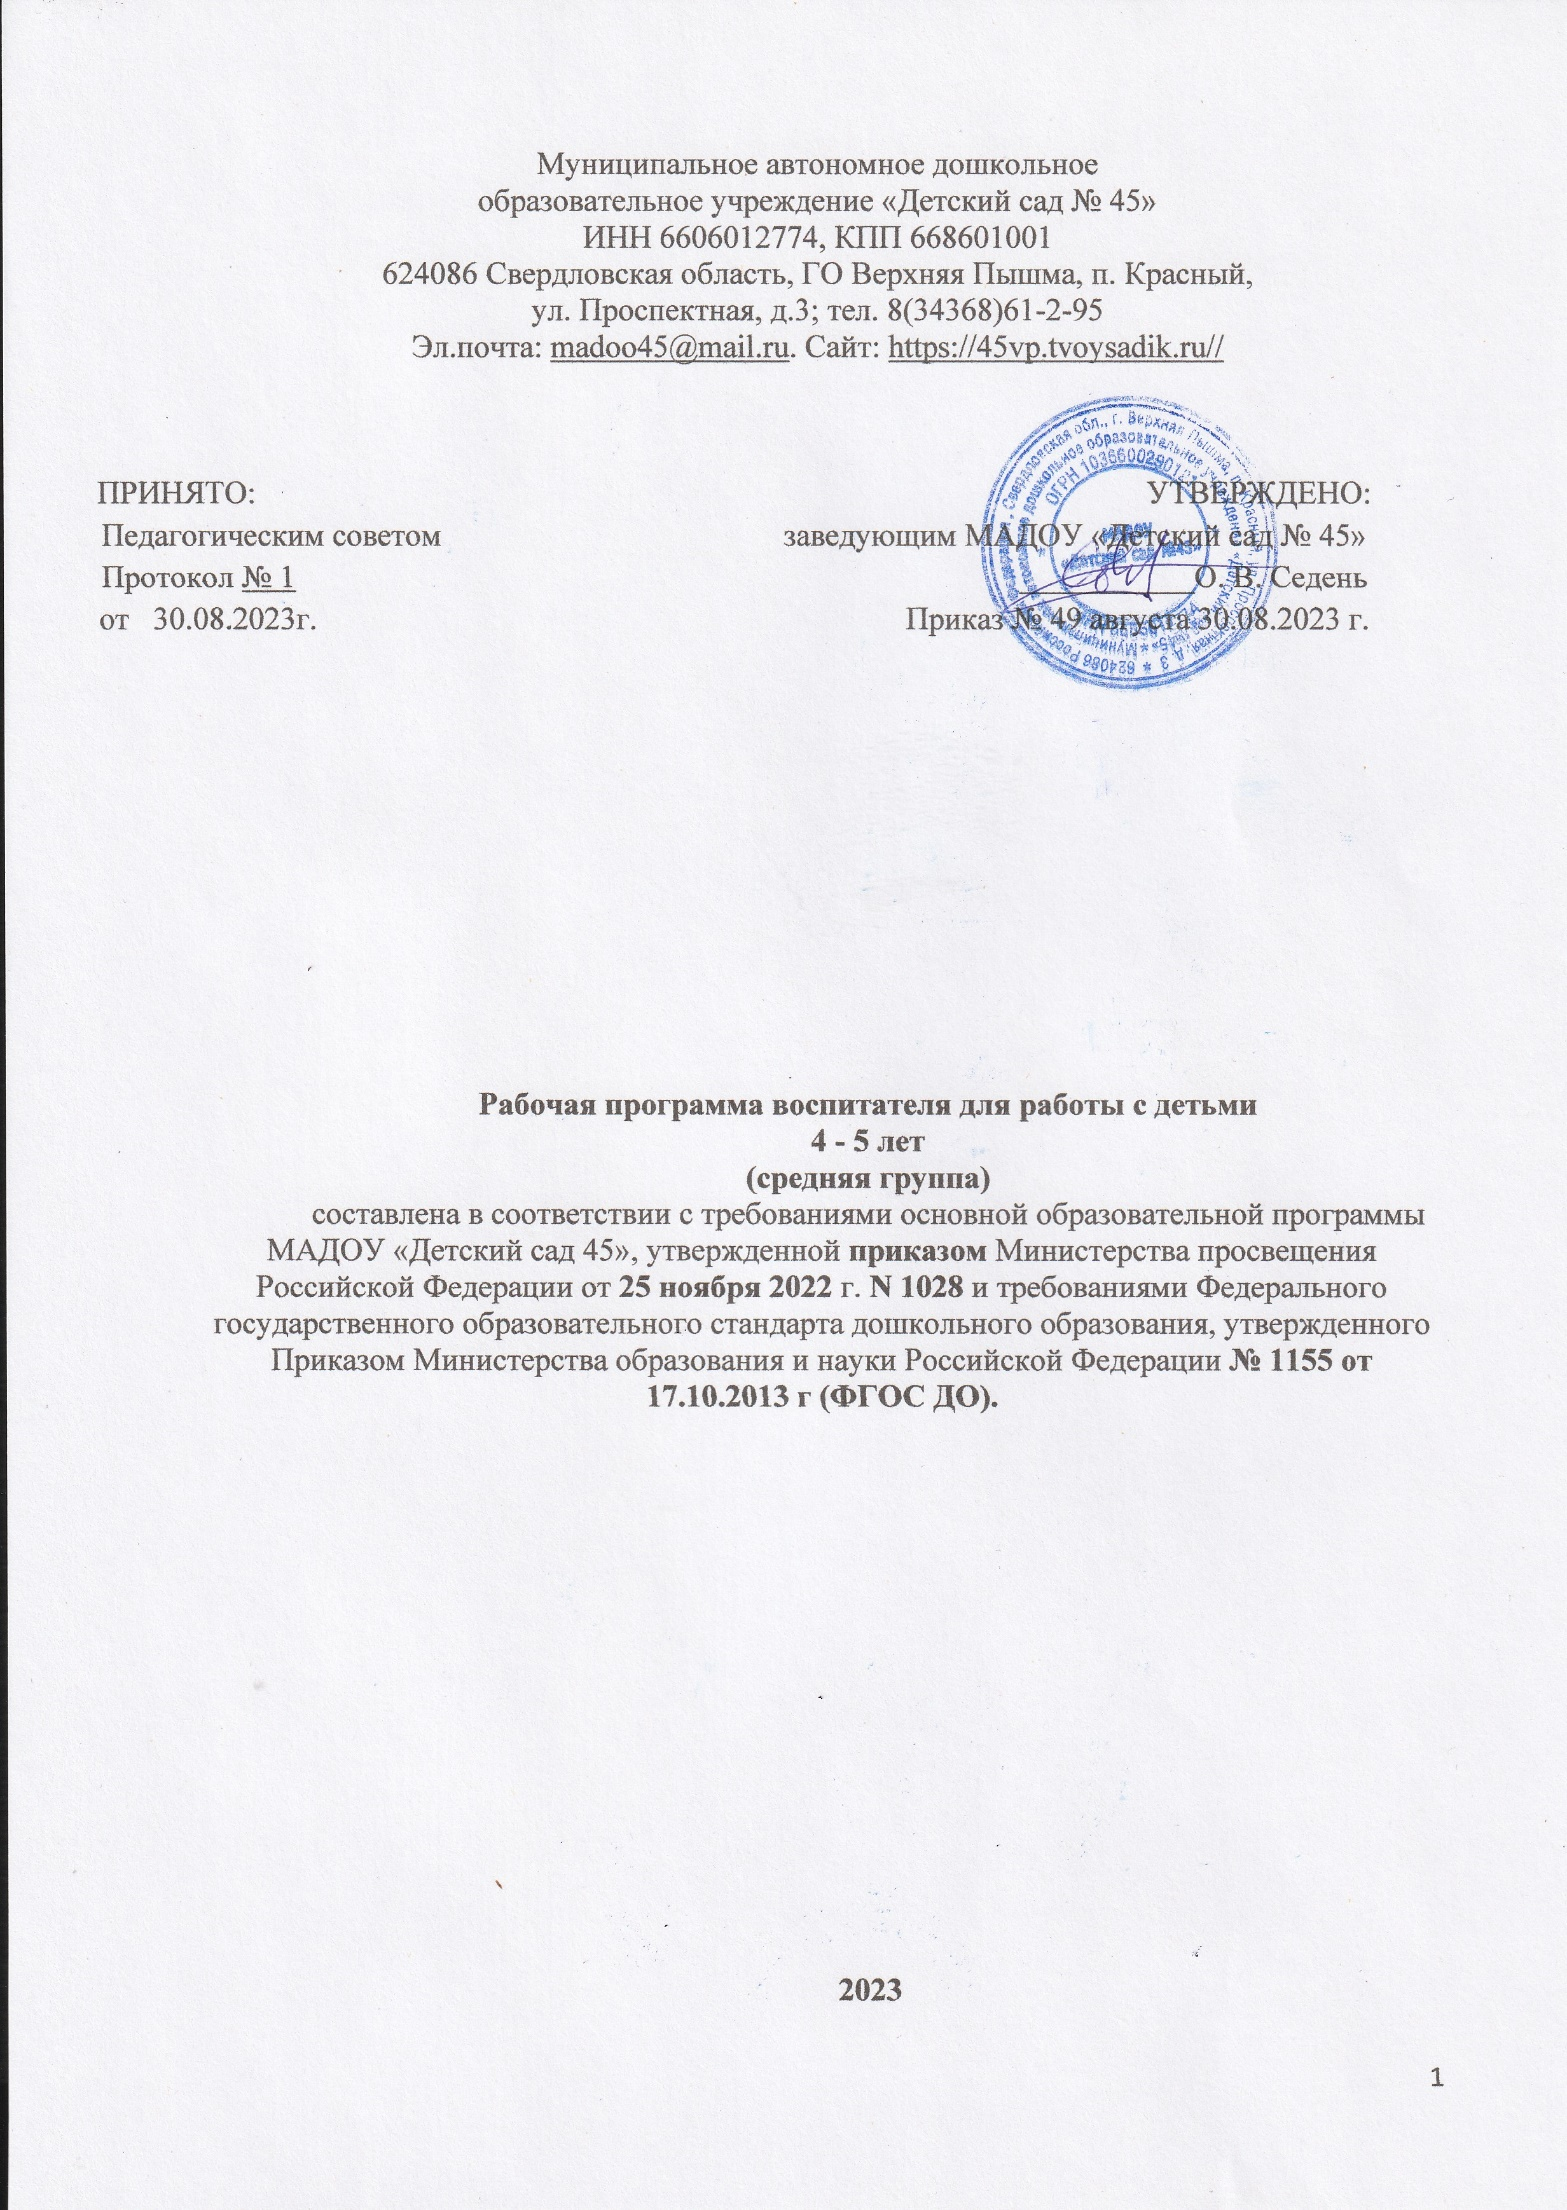 Муниципальное автономное дошкольное
образовательное учреждение «Детский сад № 45»
ИНН 6606012774, КПП 668601001
624086 Свердловская область, ГО Верхняя Пышма, п. Красный,
ул. Проспектная, д.3; тел. 8(34368)61-2-95
Эл.почта: madoo45@mail.ru. Сайт: https://45vp.tvoysadik.ru//
ПРИНЯТО:
УТВЕРЖДЕНО:
Педагогическим советом
заведующим МАДОУ «Детский сад № 45»
Протокол № 1
О. В. Седень
от 30.08.2023г.
Приказ № 49 августа 30.08.2023 г.
Рабочая программа воспитателя для работы с детьми
4 - 5 лет
(средняя группа)
составлена в соответствии с требованиями основной образовательной программы
МАДОУ «Детский сад 45», утвержденной приказом Министерства просвещения
Российской Федерации от 25 ноября 2022 г. N 1028 и требованиями Федерального
государственного образовательного стандарта дошкольного образования, утвержденного
Приказом Министерства образования и науки Российской Федерации № 1155 от
17.10.2013 г (ФГОС ДО).
2023
1